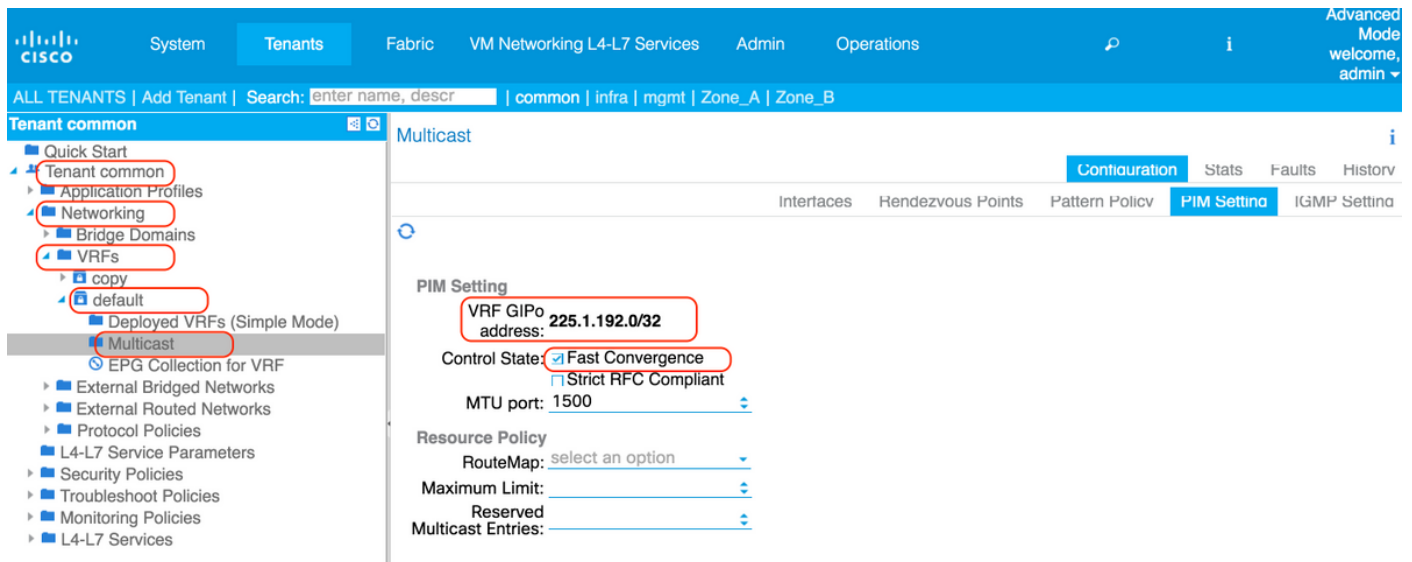 Advanced
Mode
welcome,
admin
CISCO
System Tenants Fabric VM Networking L4-L7 Services Admin Operations i
ALL TENANTS | Add Tenant | Search: enter name, descr | common | infra | mgmt | Zone_A | Zone_B
Tenant common
Quick Start
Tenant common
Application Profiles
Networking
Bridge Domains
VRFs
copy
default
Deployed VRFs (Simple Mode)
Multicast
EPG Collection for VRF
External Bridged Networks
External Routed Networks
Protocol Policies
L4-L7 Service Parameters
Security Policies
Troubleshoot Policies
Monitoring Policies
L4-L7 Services
Multicast i
Configuration Stats Faults History
Interfaces Rendezvous Points Pattern Policy PIM Setting IGMP Setting
PIM Setting
VRF GIPo
address: 225.1.192.0/32
Control State: Fast Convergence
Strict RFC Compliant
MTU port: 1500
Resource Policy
RouteMap: select an option
Maximum Limit:
Reserved
Multicast Entries: